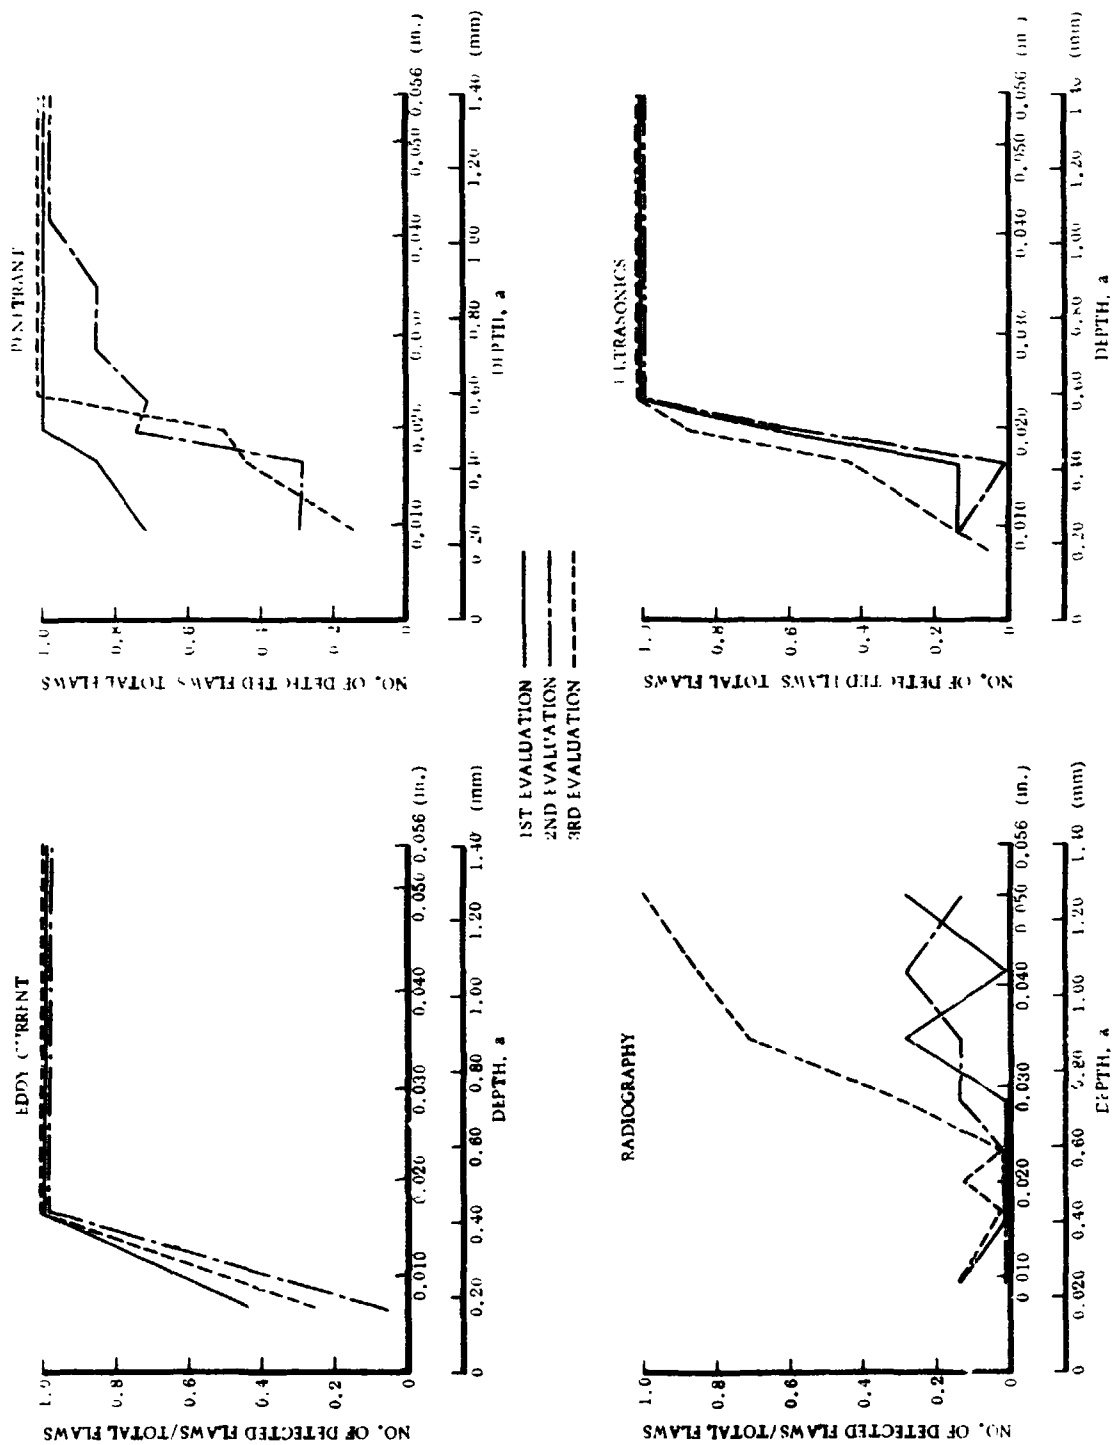 EDDY CURRENT
NO. OF DETECTED FLAWS/TOTAL FLAWS
1.0
0.8
0.6
0.4
0.2
0
0.010 0.020 0.030 0.040 0.050 0.056 (in.)
0 0.20 0.40 0.60 0.80 1.00 1.20 1.40 (mm)
DEPTH, a
PENETRANT
NO. OF DETECTED FLAWS TOTAL FLAWS
1.0
0.8
0
0.010 0.020 0.030 0.040 0.050 0.056 (in.)
0 0.20 0.40 0.60 0.80 1 00 1.20 1.40 (mm)
DEPTH, a
1ST EVALUATION
2ND EVALUATION
3RD EVALUATION
RADIOGRAPHY
NO. OF DETECTED FLAWS/TOTAL FLAWS
1.0
0.8
0.6
0.4
0.2
0
0 010 0.020 0.030 0.040 0 050 0.056 (in.)
0 0.020 0.40 0.60 0.80 1.00 1.20 1.40 (mm)
DEPTH, a
ULTRASONICS
NO. OF DETECTED FLAWS TOTAL FLAWS
1.0
0.8
0.6
0.4
0.2
0
0.010 0.020 0.030 0.040 0.050 0.056 (in )
0 0.20 0.40 0.60 0.80 1.00 1.20 1.40 (mm)
DEPTH, a